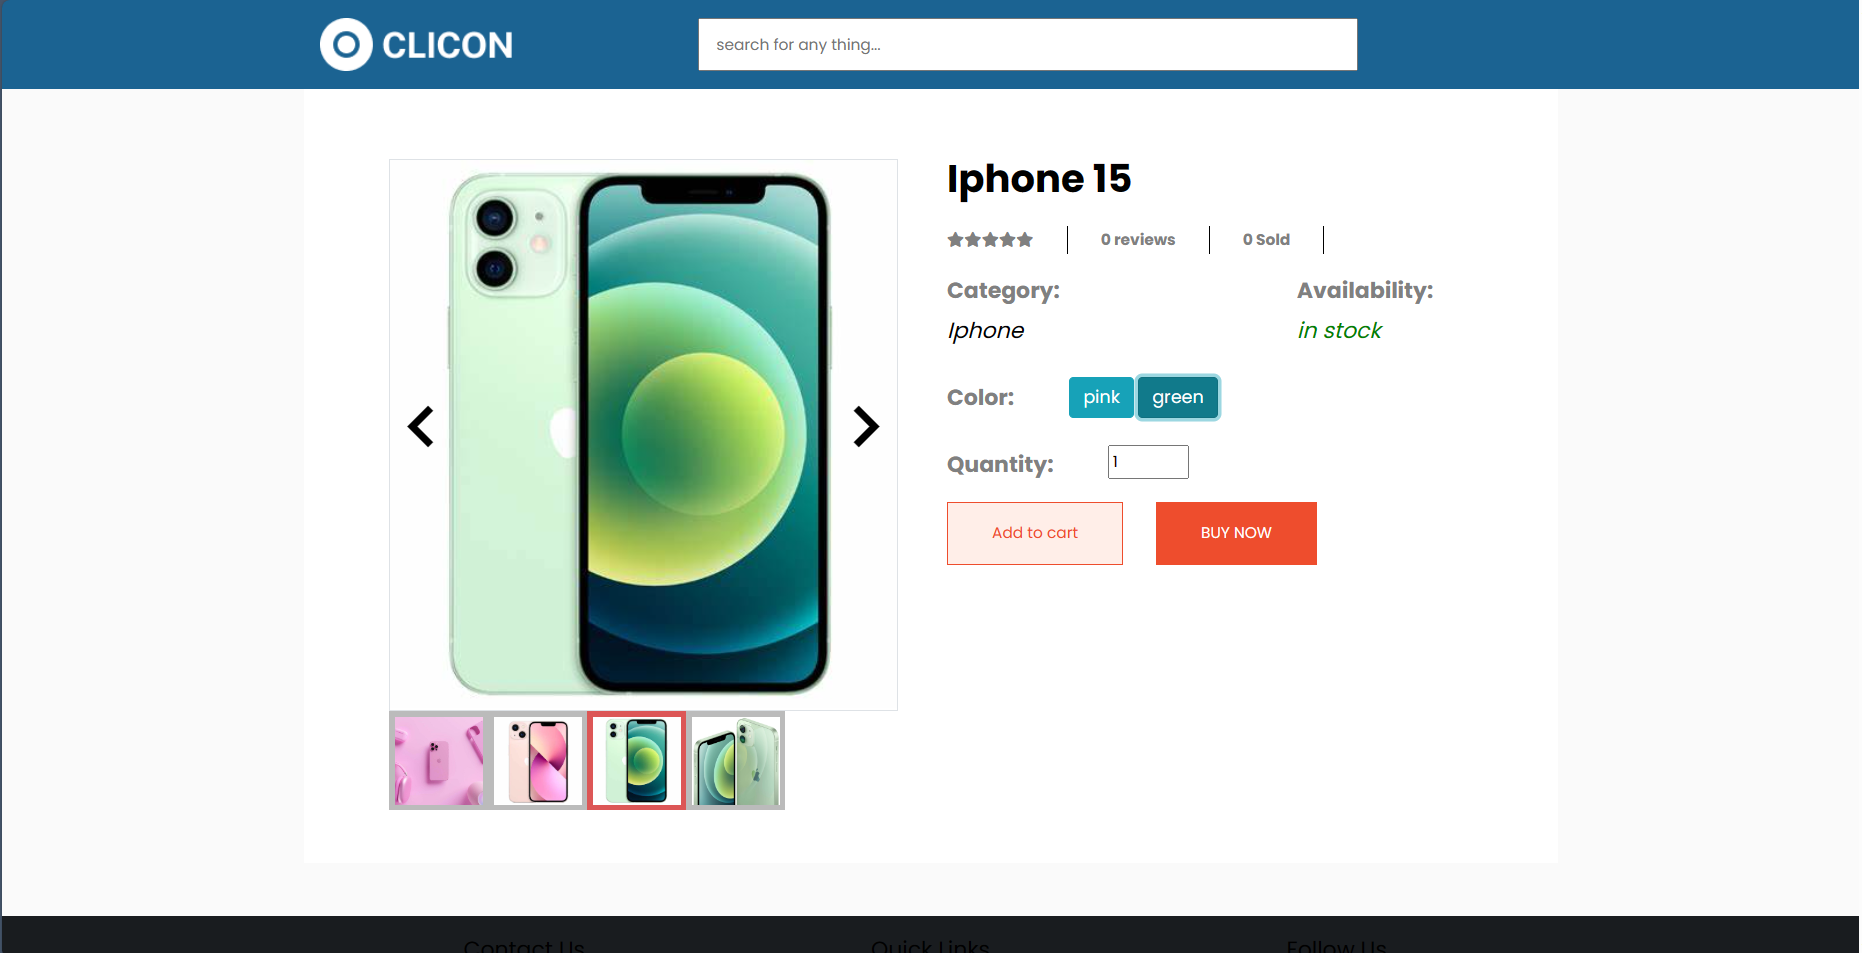 CLICON
search for any thing...
Iphone 15
0 reviews
0 Sold
Category:
Availability:
Iphone
in stock
Color:
pink
green
Quantity:
1
Add to cart
BUY NOW
Contact Us
Quick Links
Follow Us